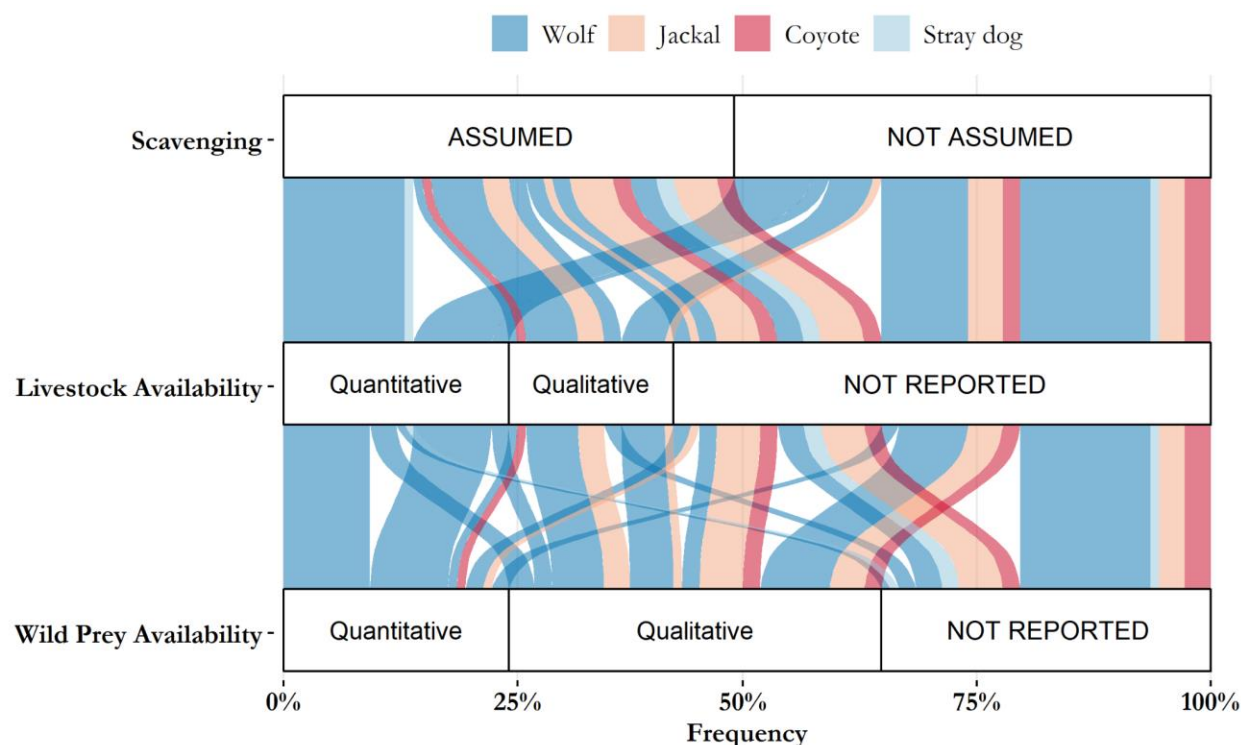 Wolf Jackal Coyote Stray dog
Scavenging
ASSUMED NOT ASSUMED
Livestock Availability
Quantitative Qualitative NOT REPORTED
Wild Prey Availability
Quantitative Qualitative NOT REPORTED
0% 25% 50% 75% 100%
Frequency